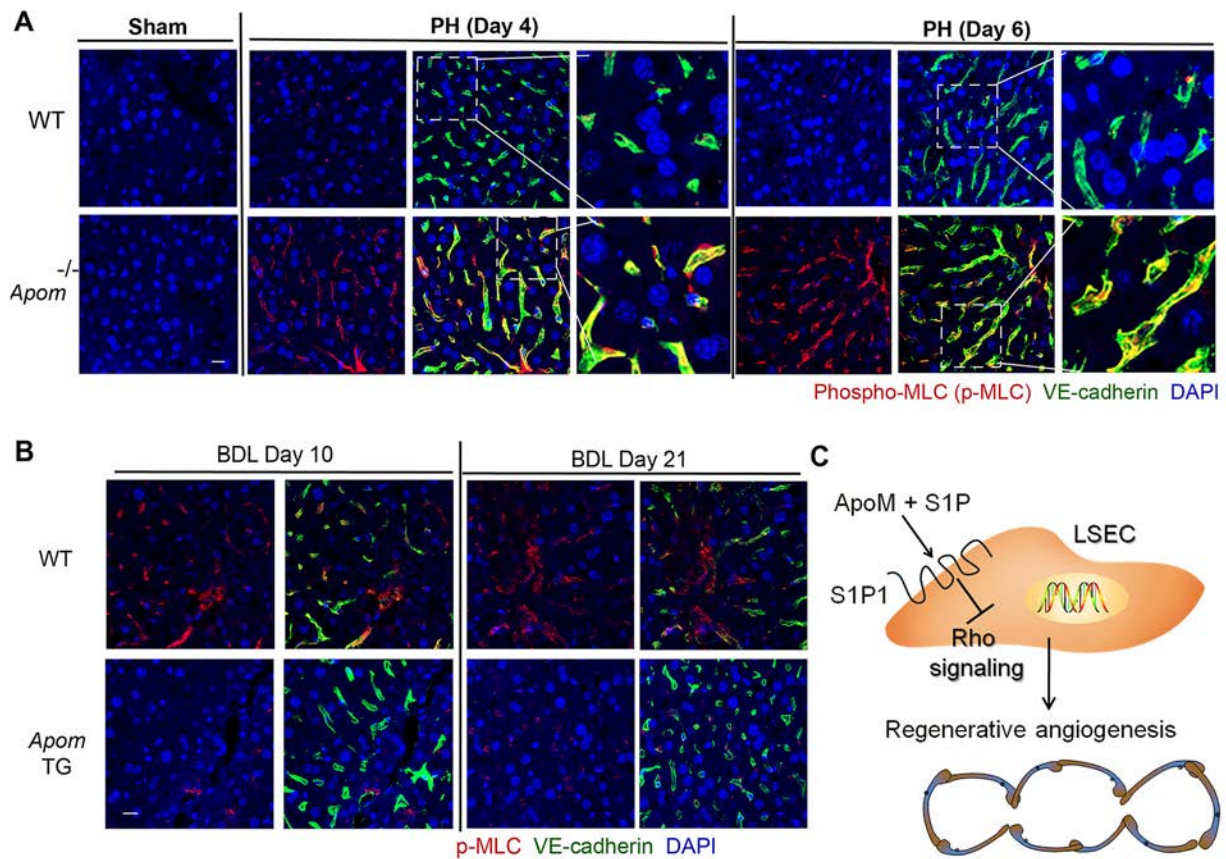 A
Sham
PH (Day 4)
PH (Day 6)
WT
Apom -/-
Phospho-MLC (p-MLC) VE-cadherin DAPI
B
BDL Day 10
BDL Day 21
WT
Apom
TG
p-MLC VE-cadherin DAPI
C
ApoM + S1P
LSEC
S1P1
Rho
signaling
Regenerative angiogenesis